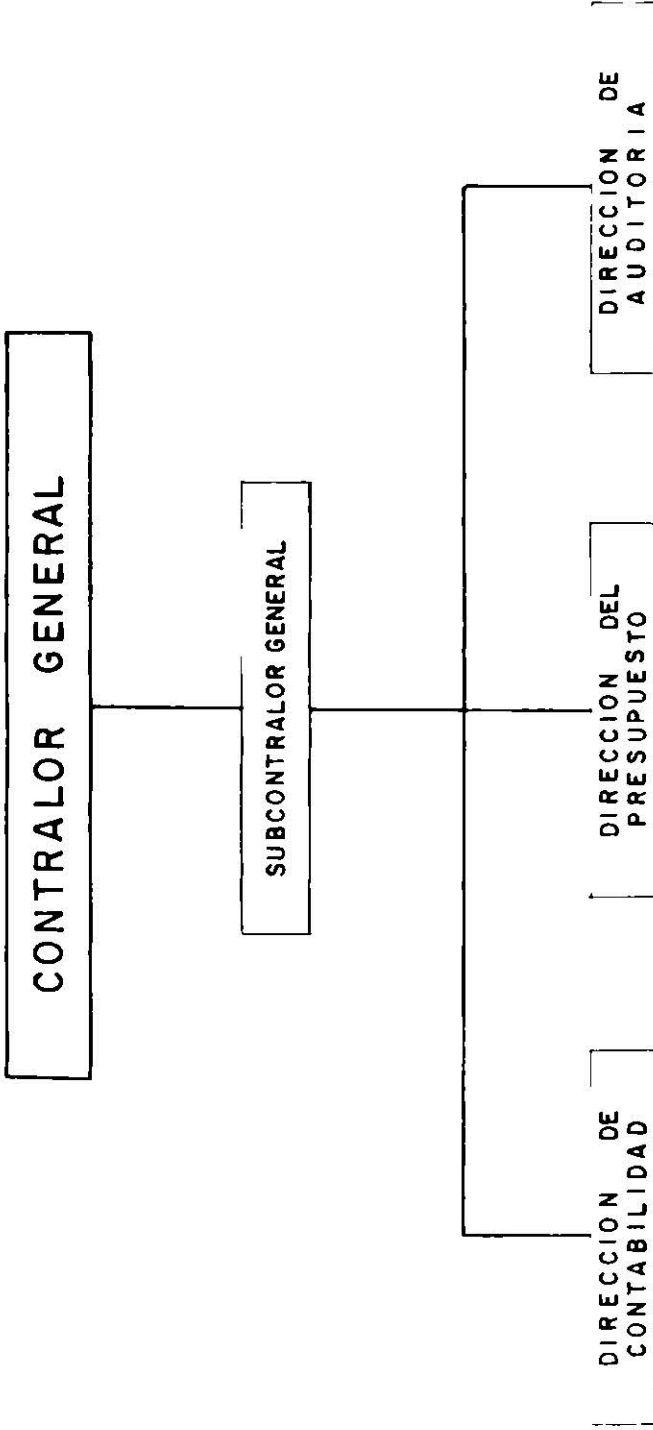 CONTRALOR GENERAL
SUBCONTRALOR GENERAL
DIRECCION DE
CONTABILIDAD
DIRECCION DEL
PRESUPUESTO
DIRECCION DE
AUDITORIA